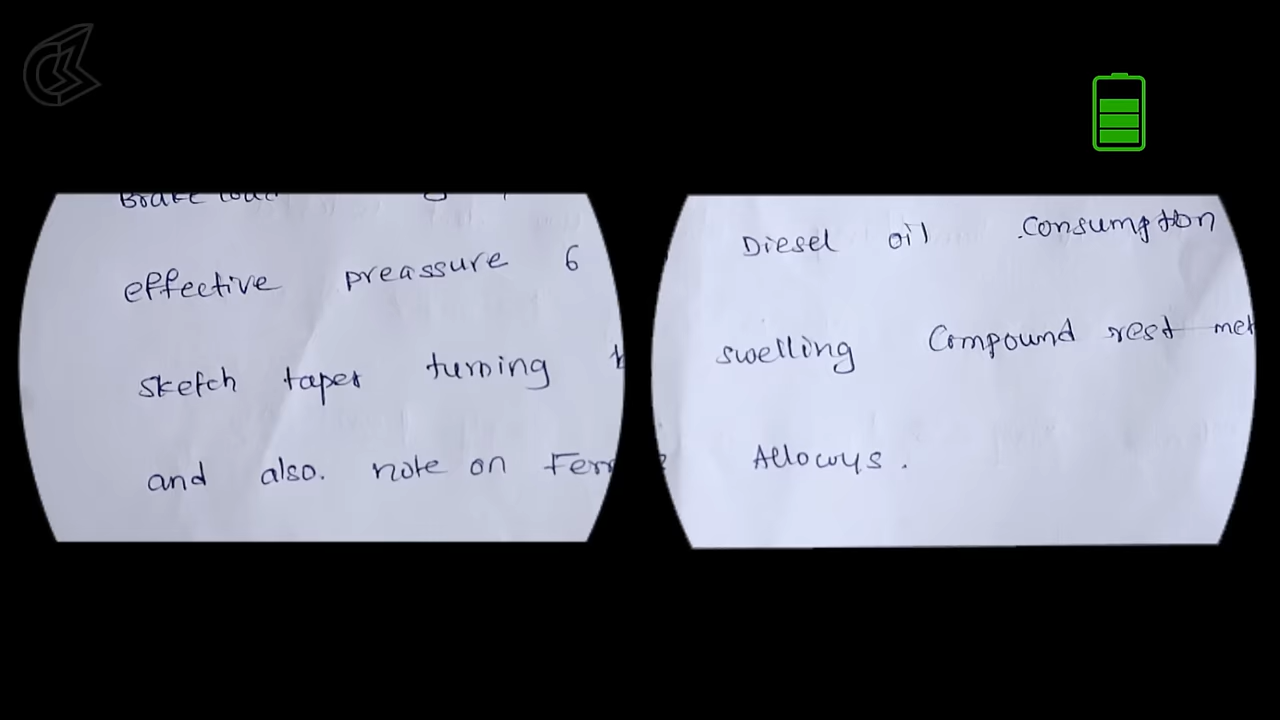 effective preassure 6 Diesel oil .Consumption
sketch taper turning swelling Compound rest
and also. note on Allowys.